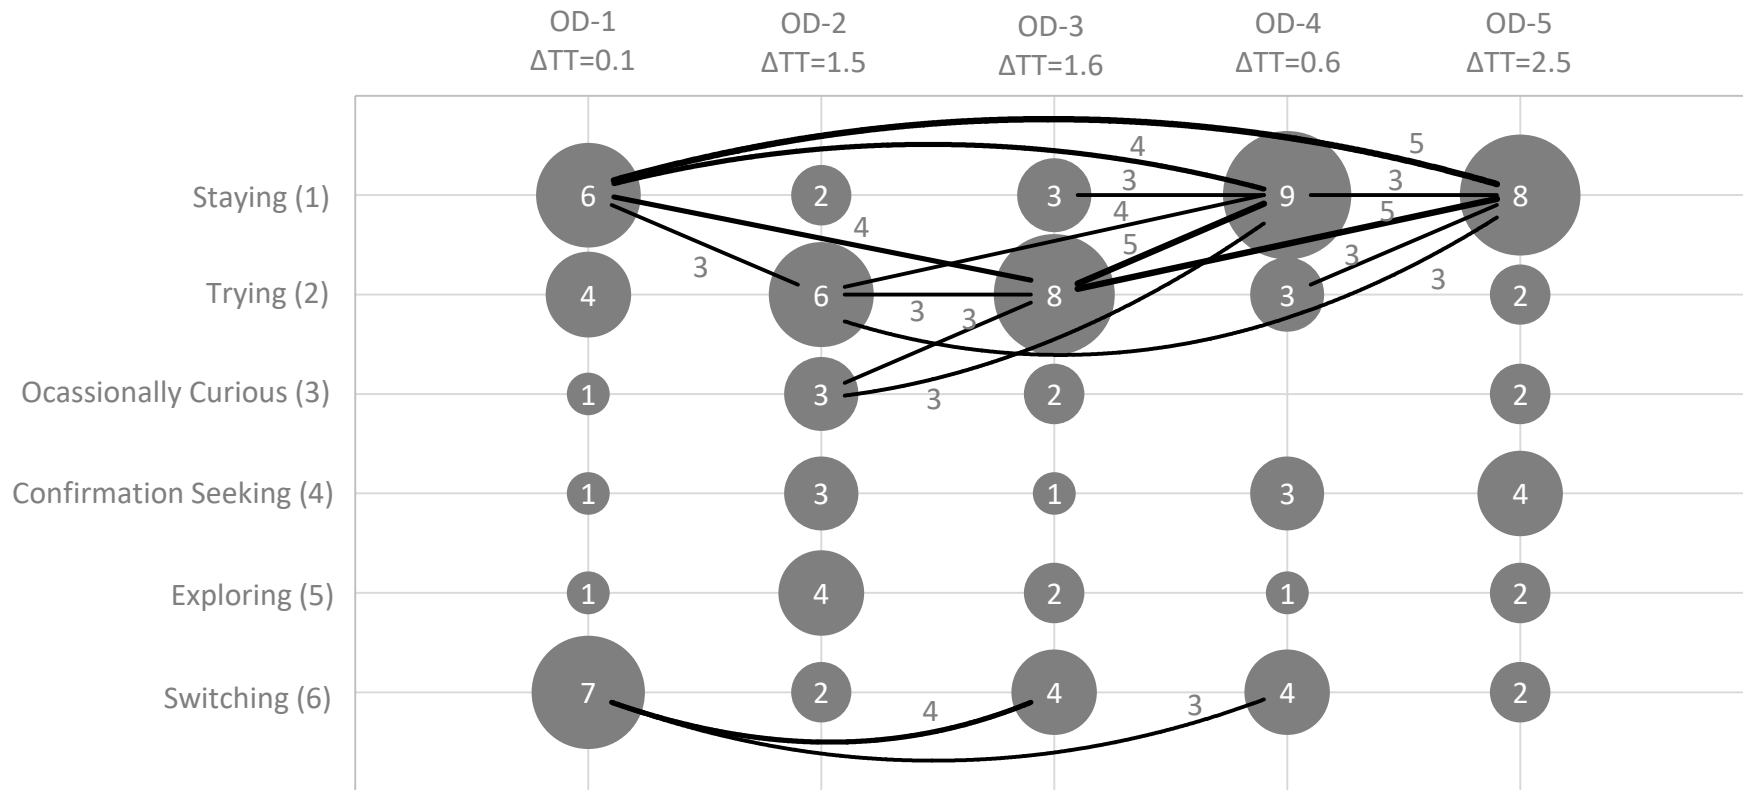 OD-1 OD-2 OD-3 OD-4 OD-5
ΔTT=0.1 ΔTT=1.5 ΔTT=1.6 ΔTT=0.6 ΔTT=2.5
4 5
Staying (1) 6 2 3 3 9 3 8
4 4 5
3 5 3 3
Trying (2) 4 6 8 3 2
3 3
Ocassionally Curious (3) 1 3 2 2
3
Confirmation Seeking (4) 1 3 1 3 4
Exploring (5) 1 4 2 1 2
Switching (6) 7 2 4 4 2
4 3